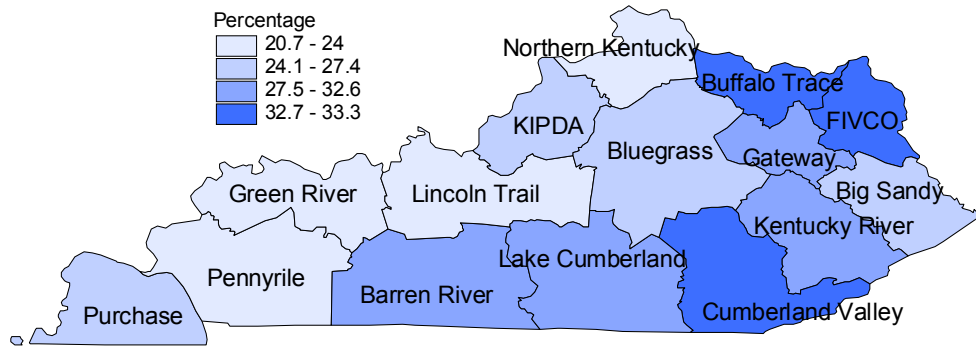 Percentage
20.7 - 24
24.1 - 27.4
27.5 - 32.6
32.7 - 33.3
Northern Kentucky
Buffalo Trace
FIVCO
KIPDA
Bluegrass
Gateway
Green River
Lincoln Trail
Big Sandy
Kentucky River
Lake Cumberland
Pennyrile
Barren River
Purchase
Cumberland Valley